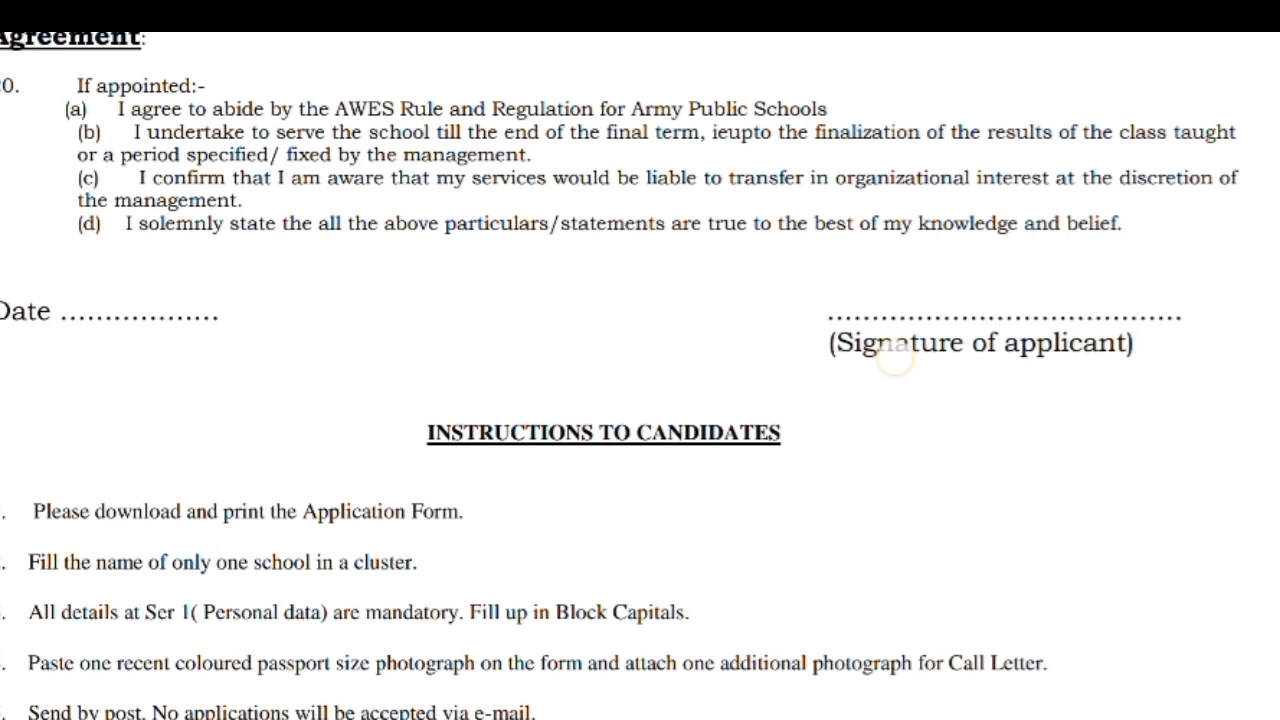 Agreement:
0. If appointed:-
(a) I agree to abide by the AWES Rule and Regulation for Army Public Schools
(b) I undertake to serve the school till the end of the final term, ieupto the finalization of the results of the class taught
or a period specified/ fixed by the management.
(c) I confirm that I am aware that my services would be liable to transfer in organizational interest at the discretion of
the management.
(d) I solemnly state the all the above particulars/statements are true to the best of my knowledge and belief.
Date .................. ........................................
(Signature of applicant)
INSTRUCTIONS TO CANDIDATES
. Please download and print the Application Form.
. Fill the name of only one school in a cluster.
. All details at Ser 1( Personal data) are mandatory. Fill up in Block Capitals.
. Paste one recent coloured passport size photograph on the form and attach one additional photograph for Call Letter.
. Send by post. No applications will be accepted via e-mail.